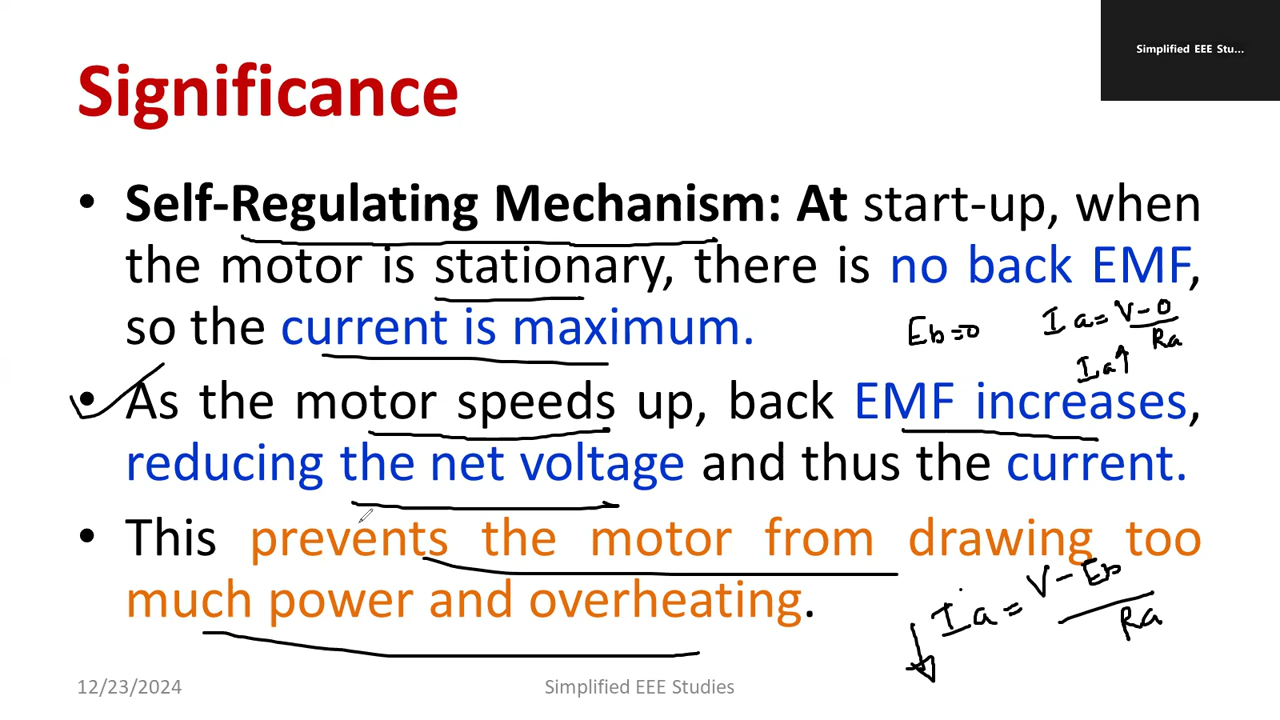 Simplified EEE Stu...
Significance
• Self-Regulating Mechanism: At start-up, when
the motor is stationary, there is no back EMF,
so the current is maximum.
Eb=0
Ia = V-0
Ra
Ia↑
• As the motor speeds up, back EMF increases,
reducing the net voltage and thus the current.
• This prevents the motor from drawing too
much power and overheating.
Ia = V-Eb
Ra
12/23/2024
Simplified EEE Studies